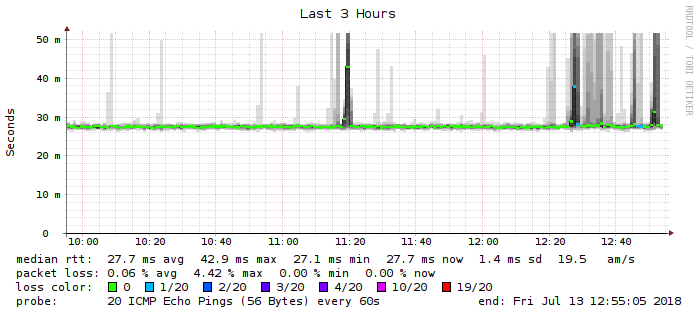 Last 3 Hours
RRDTOOL / TOBI OETIKER
Seconds
50 m
40 m
30 m
20 m
10 m
0
10:00 10:20 10:40 11:00 11:20 11:40 12:00 12:20 12:40
median rtt: 27.7 ms avg 42.9 ms max 27.1 ms min 27.7 ms now 1.4 ms sd 19.5 am/s
packet loss: 0.06 % avg 4.42 % max 0.00 % min 0.00 % now
loss color: 0 1/20 2/20 3/20 4/20 10/20 19/20
probe: 20 ICMP Echo Pings (56 Bytes) every 60s end: Fri Jul 13 12:55:05 2018